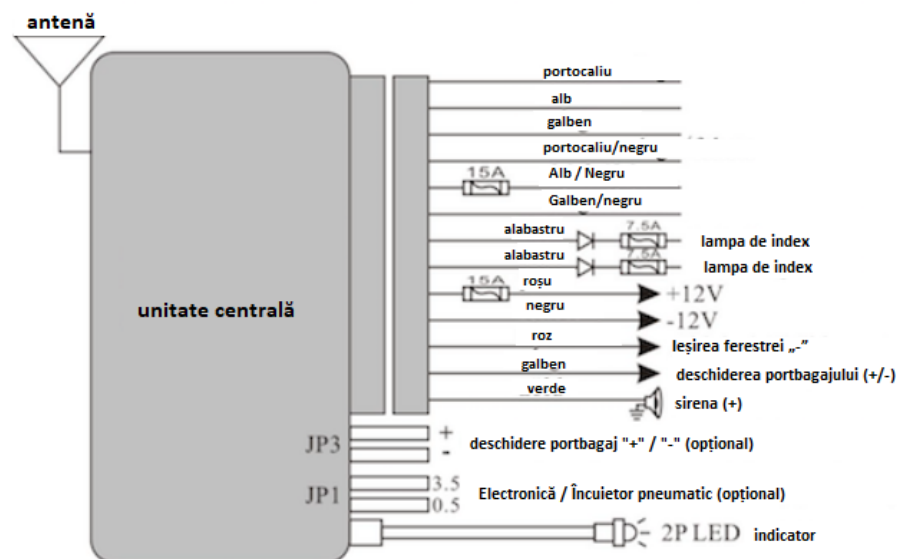 antenă
portocaliu
alb
galben
portocaliu/negru
15A Alb / Negru
Galben/negru
alabastru 7.5A lampa de index
alabastru 7.5A lampa de index
roșu 15A +12V
unitate centrală
negru -12V
roz Ieșirea ferestrei „-”
galben deschiderea portbagajului (+/-)
verde sirena (+)
JP3 + - deschidere portbagaj "+" / "-" (opțional)
JP1 3.5 0.5 Electronică / Încuietor pneumatic (opțional)
2P LED indicator